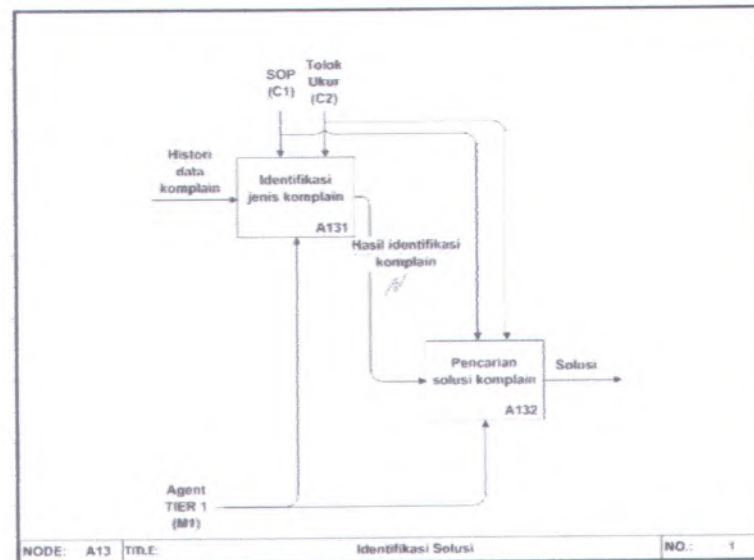 SOP
(C1)
Tolok
Ukur
(C2)
Histori
data
komplain
Identifikasi
jenis komplain
A131
Hasil identifikasi
komplain
Pencarian
solusi komplain
A132
Solusi
Agent
TIER 1
(M1)
NODE: A13 TITLE: Identifikasi Solusi NO.: 1